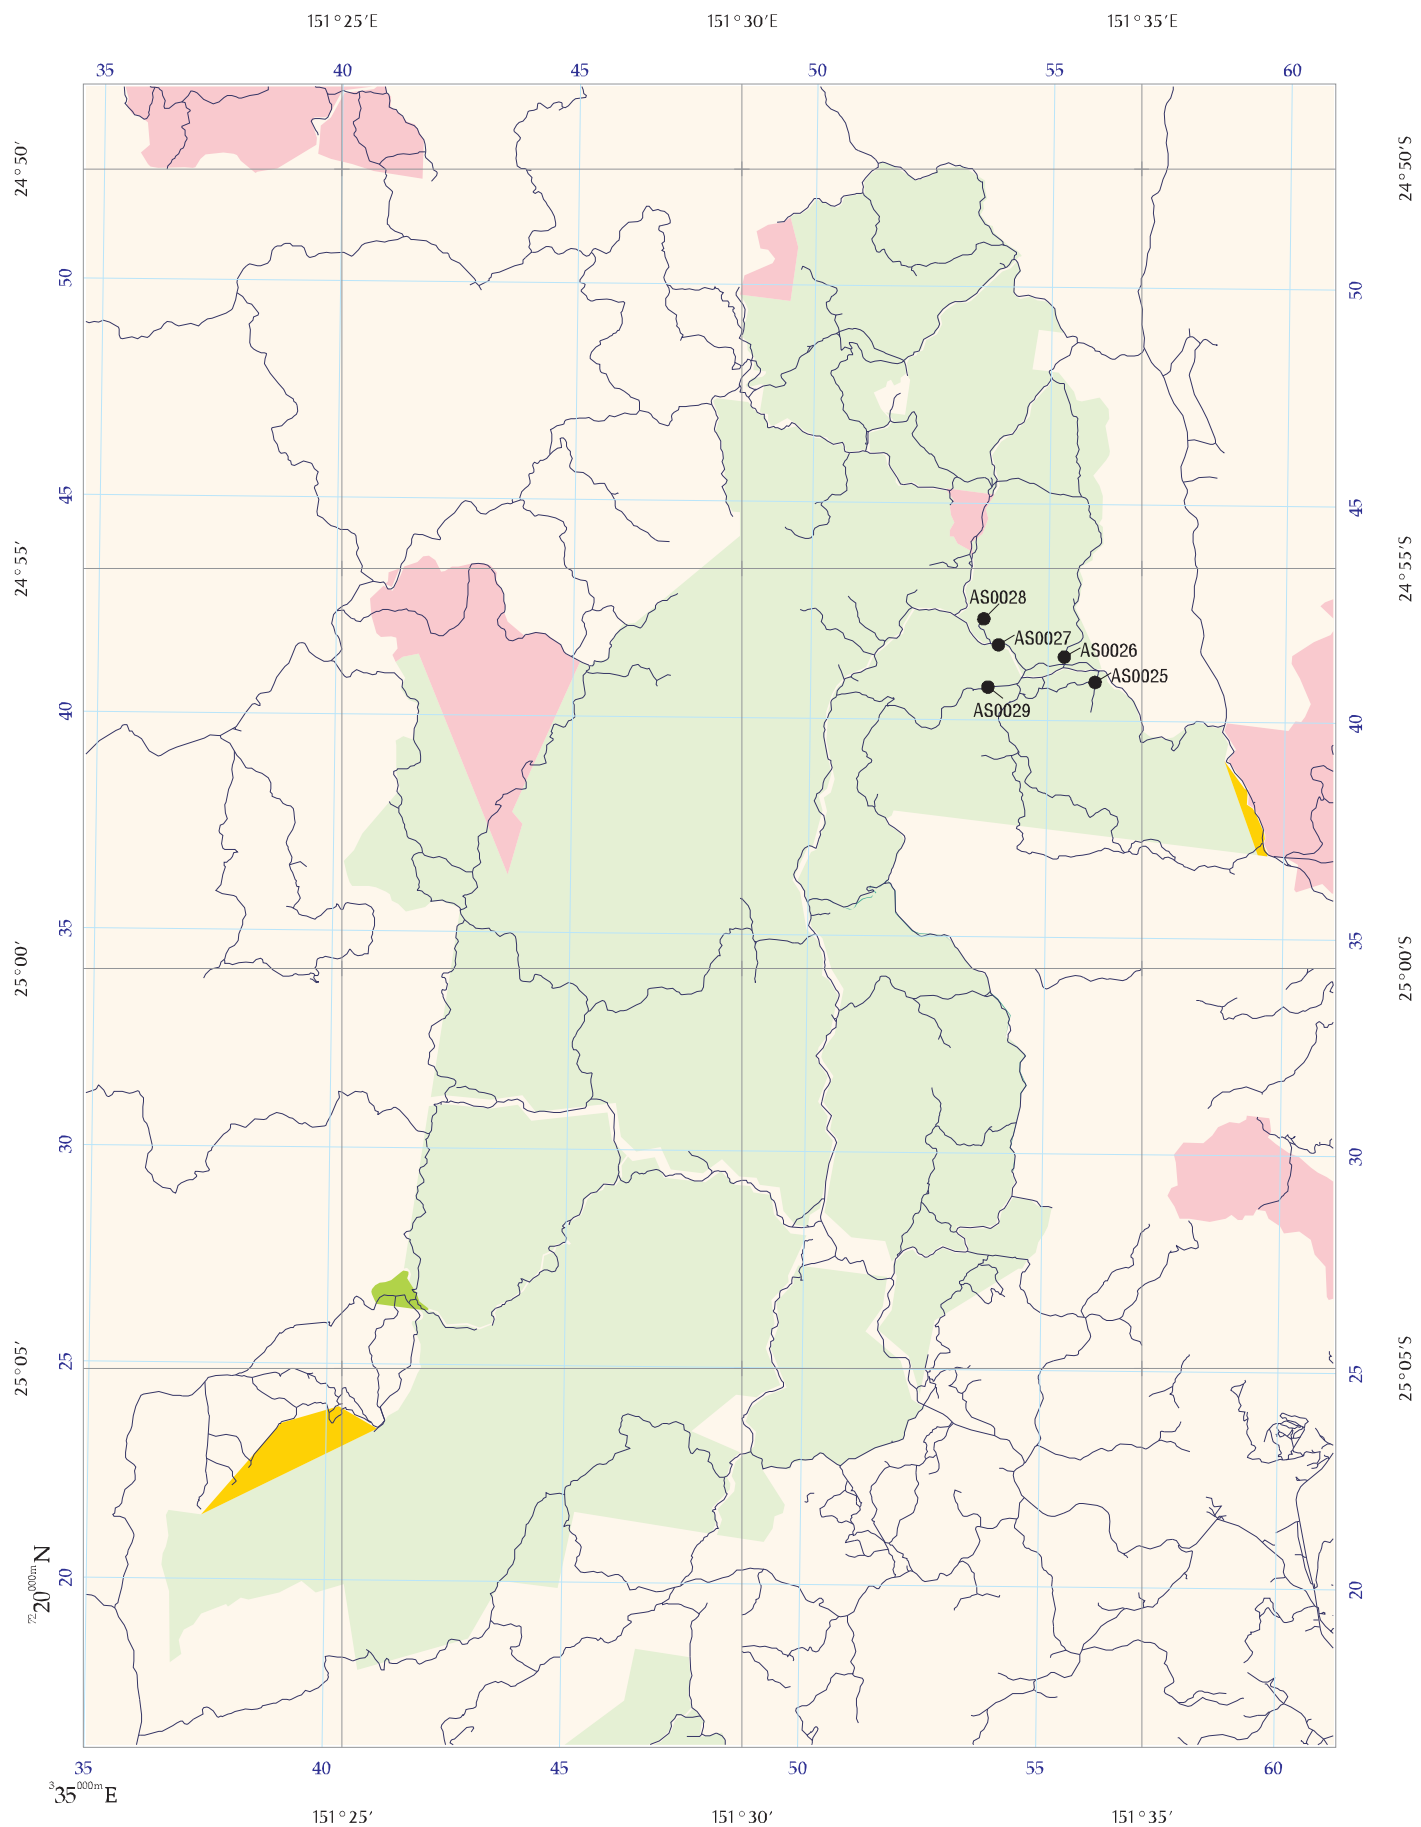 151°25′E 151°30′E 151°35′E
35 40 45 50 55 60
24°50′ 24°50′S
50 50
45 45
24°55′ 24°55′S
AS0028
AS0027
AS0026
AS0025
AS0029
40 40
35 35
25°00′ 25°00′S
30 30
25°05′ 25°05′S
25 25
7220000mN 20
20
35 40 45 50 55 60
335000mE
151°25′ 151°30′ 151°35′